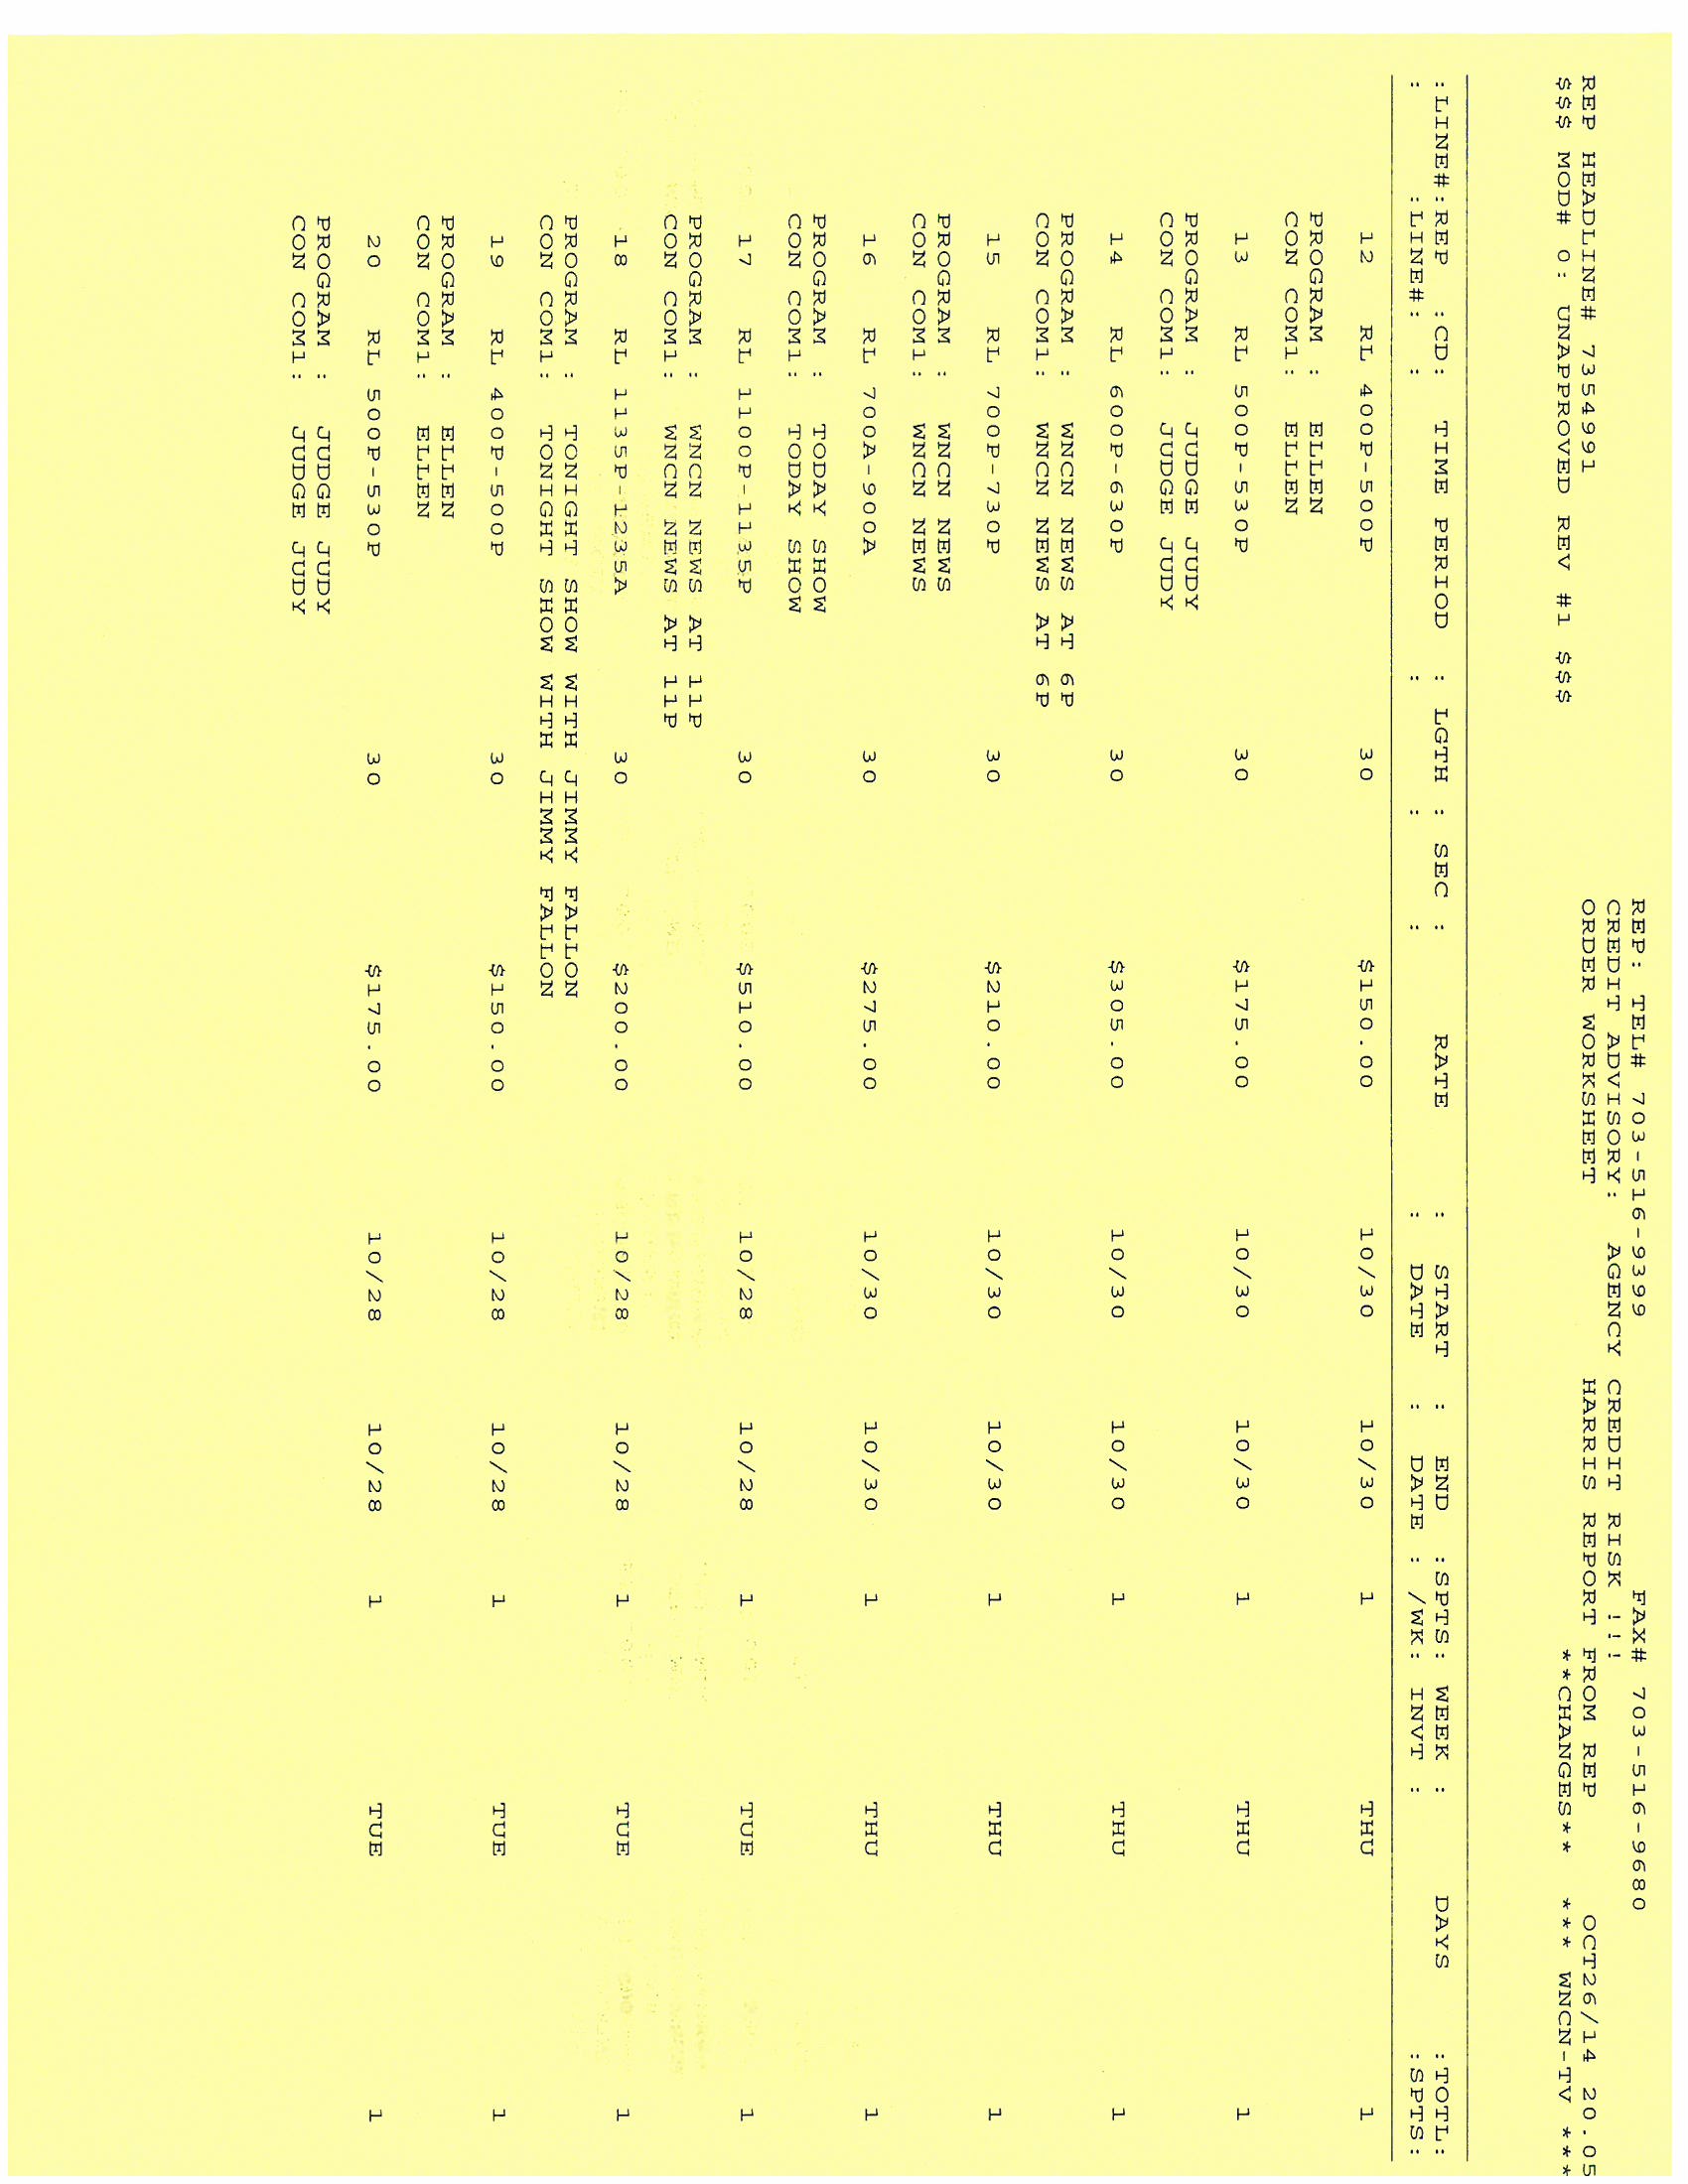 REP: TEL# 703-516-9399 FAX# 703-516-9680
CREDIT ADVISORY: AGENCY CREDIT RISK !!!
REP HEADLINE# 7354991 ORDER WORKSHEET HARRIS REPORT FROM REP OCT26/14 20.05
$$$ MOD# 0: UNAPPROVED REV #1 $$$ **CHANGES** *** WNCN-TV ***
:LINE#:REP :CD: TIME PERIOD : LGTH : SEC : RATE : START : END :SPTS: WEEK : DAYS :TOTL:
: :LINE#: : : : : DATE : DATE : /WK: INVT : :SPTS:
12 RL 400P-500P 30 $150.00 10/30 10/30 1 THU 1
PROGRAM : ELLEN
CON COM1: ELLEN
13 RL 500P-530P 30 $175.00 10/30 10/30 1 THU 1
PROGRAM : JUDGE JUDY
CON COM1: JUDGE JUDY
14 RL 600P-630P 30 $305.00 10/30 10/30 1 THU 1
PROGRAM : WNCN NEWS AT 6P
CON COM1: WNCN NEWS AT 6P
15 RL 700P-730P 30 $210.00 10/30 10/30 1 THU 1
PROGRAM : WNCN NEWS
CON COM1: WNCN NEWS
16 RL 700A-900A 30 $275.00 10/30 10/30 1 THU 1
PROGRAM : TODAY SHOW
CON COM1: TODAY SHOW
17 RL 1100P-1135P 30 $510.00 10/28 10/28 1 TUE 1
PROGRAM : WNCN NEWS AT 11P
CON COM1: WNCN NEWS AT 11P
18 RL 1135P-1235A 30 $200.00 10/28 10/28 1 TUE 1
PROGRAM : TONIGHT SHOW WITH JIMMY FALLON
CON COM1: TONIGHT SHOW WITH JIMMY FALLON
19 RL 400P-500P 30 $150.00 10/28 10/28 1 TUE 1
PROGRAM : ELLEN
CON COM1: ELLEN
20 RL 500P-530P 30 $175.00 10/28 10/28 1 TUE 1
PROGRAM : JUDGE JUDY
CON COM1: JUDGE JUDY